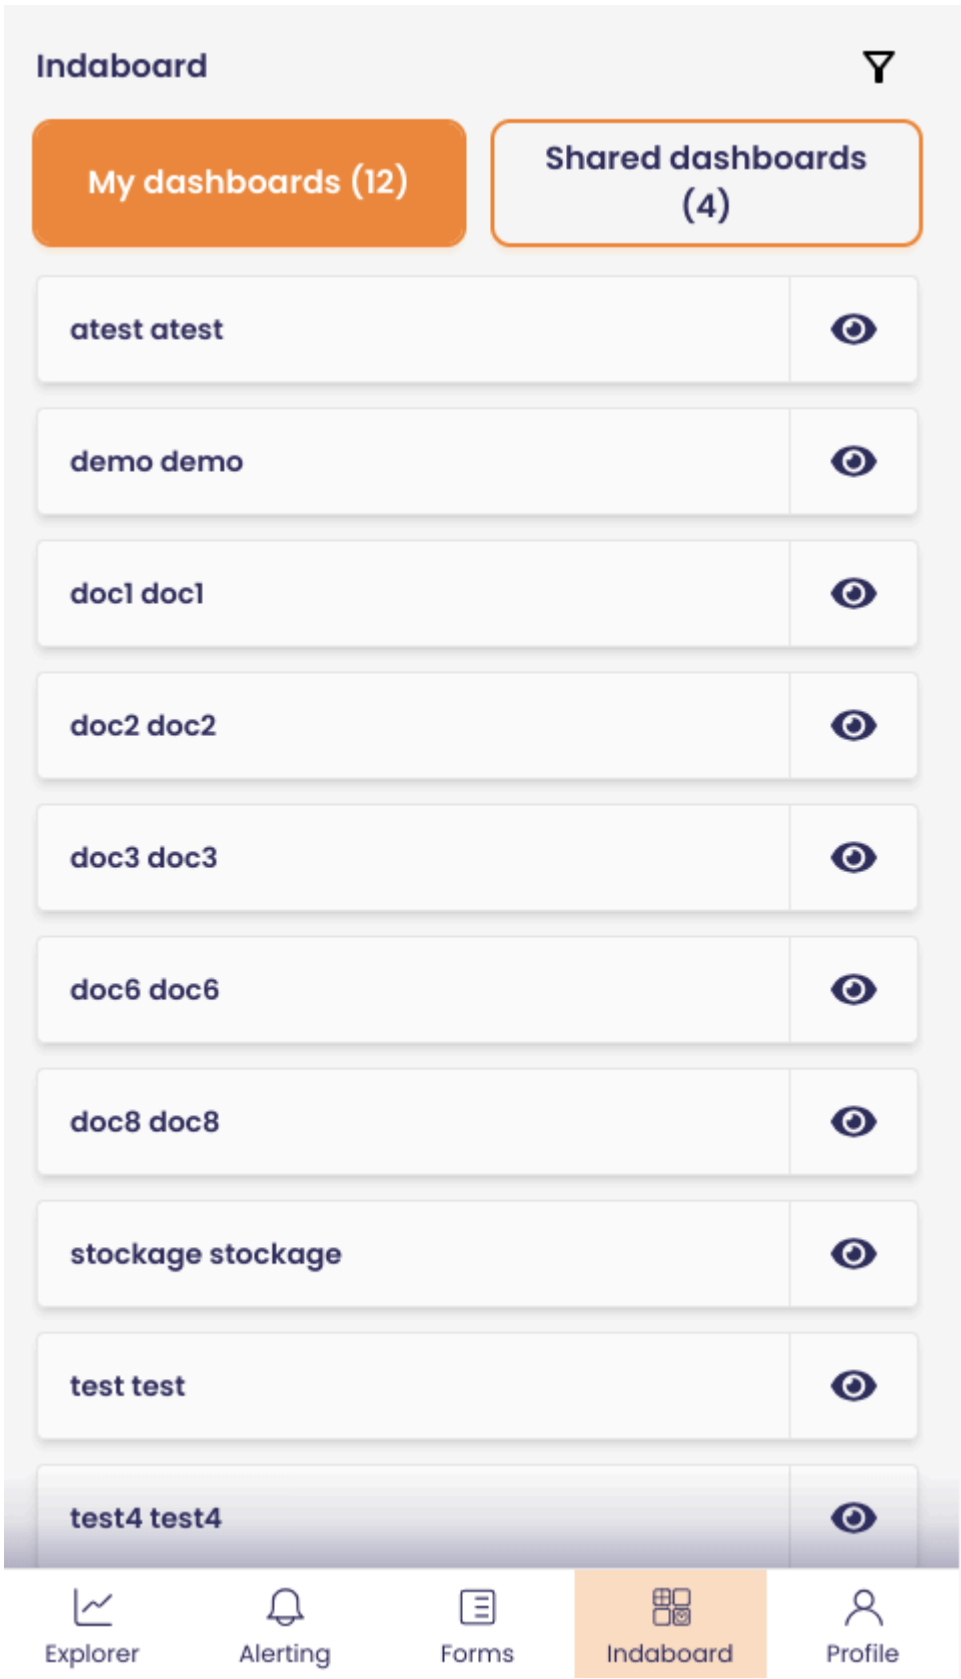 Indaboard
My dashboards (12)
Shared dashboards
(4)
atest atest
demo demo
doc1 doc1
doc2 doc2
doc3 doc3
doc6 doc6
doc8 doc8
stockage stockage
test test
test4 test4
Explorer
Alerting
Forms
Indaboard
Profile